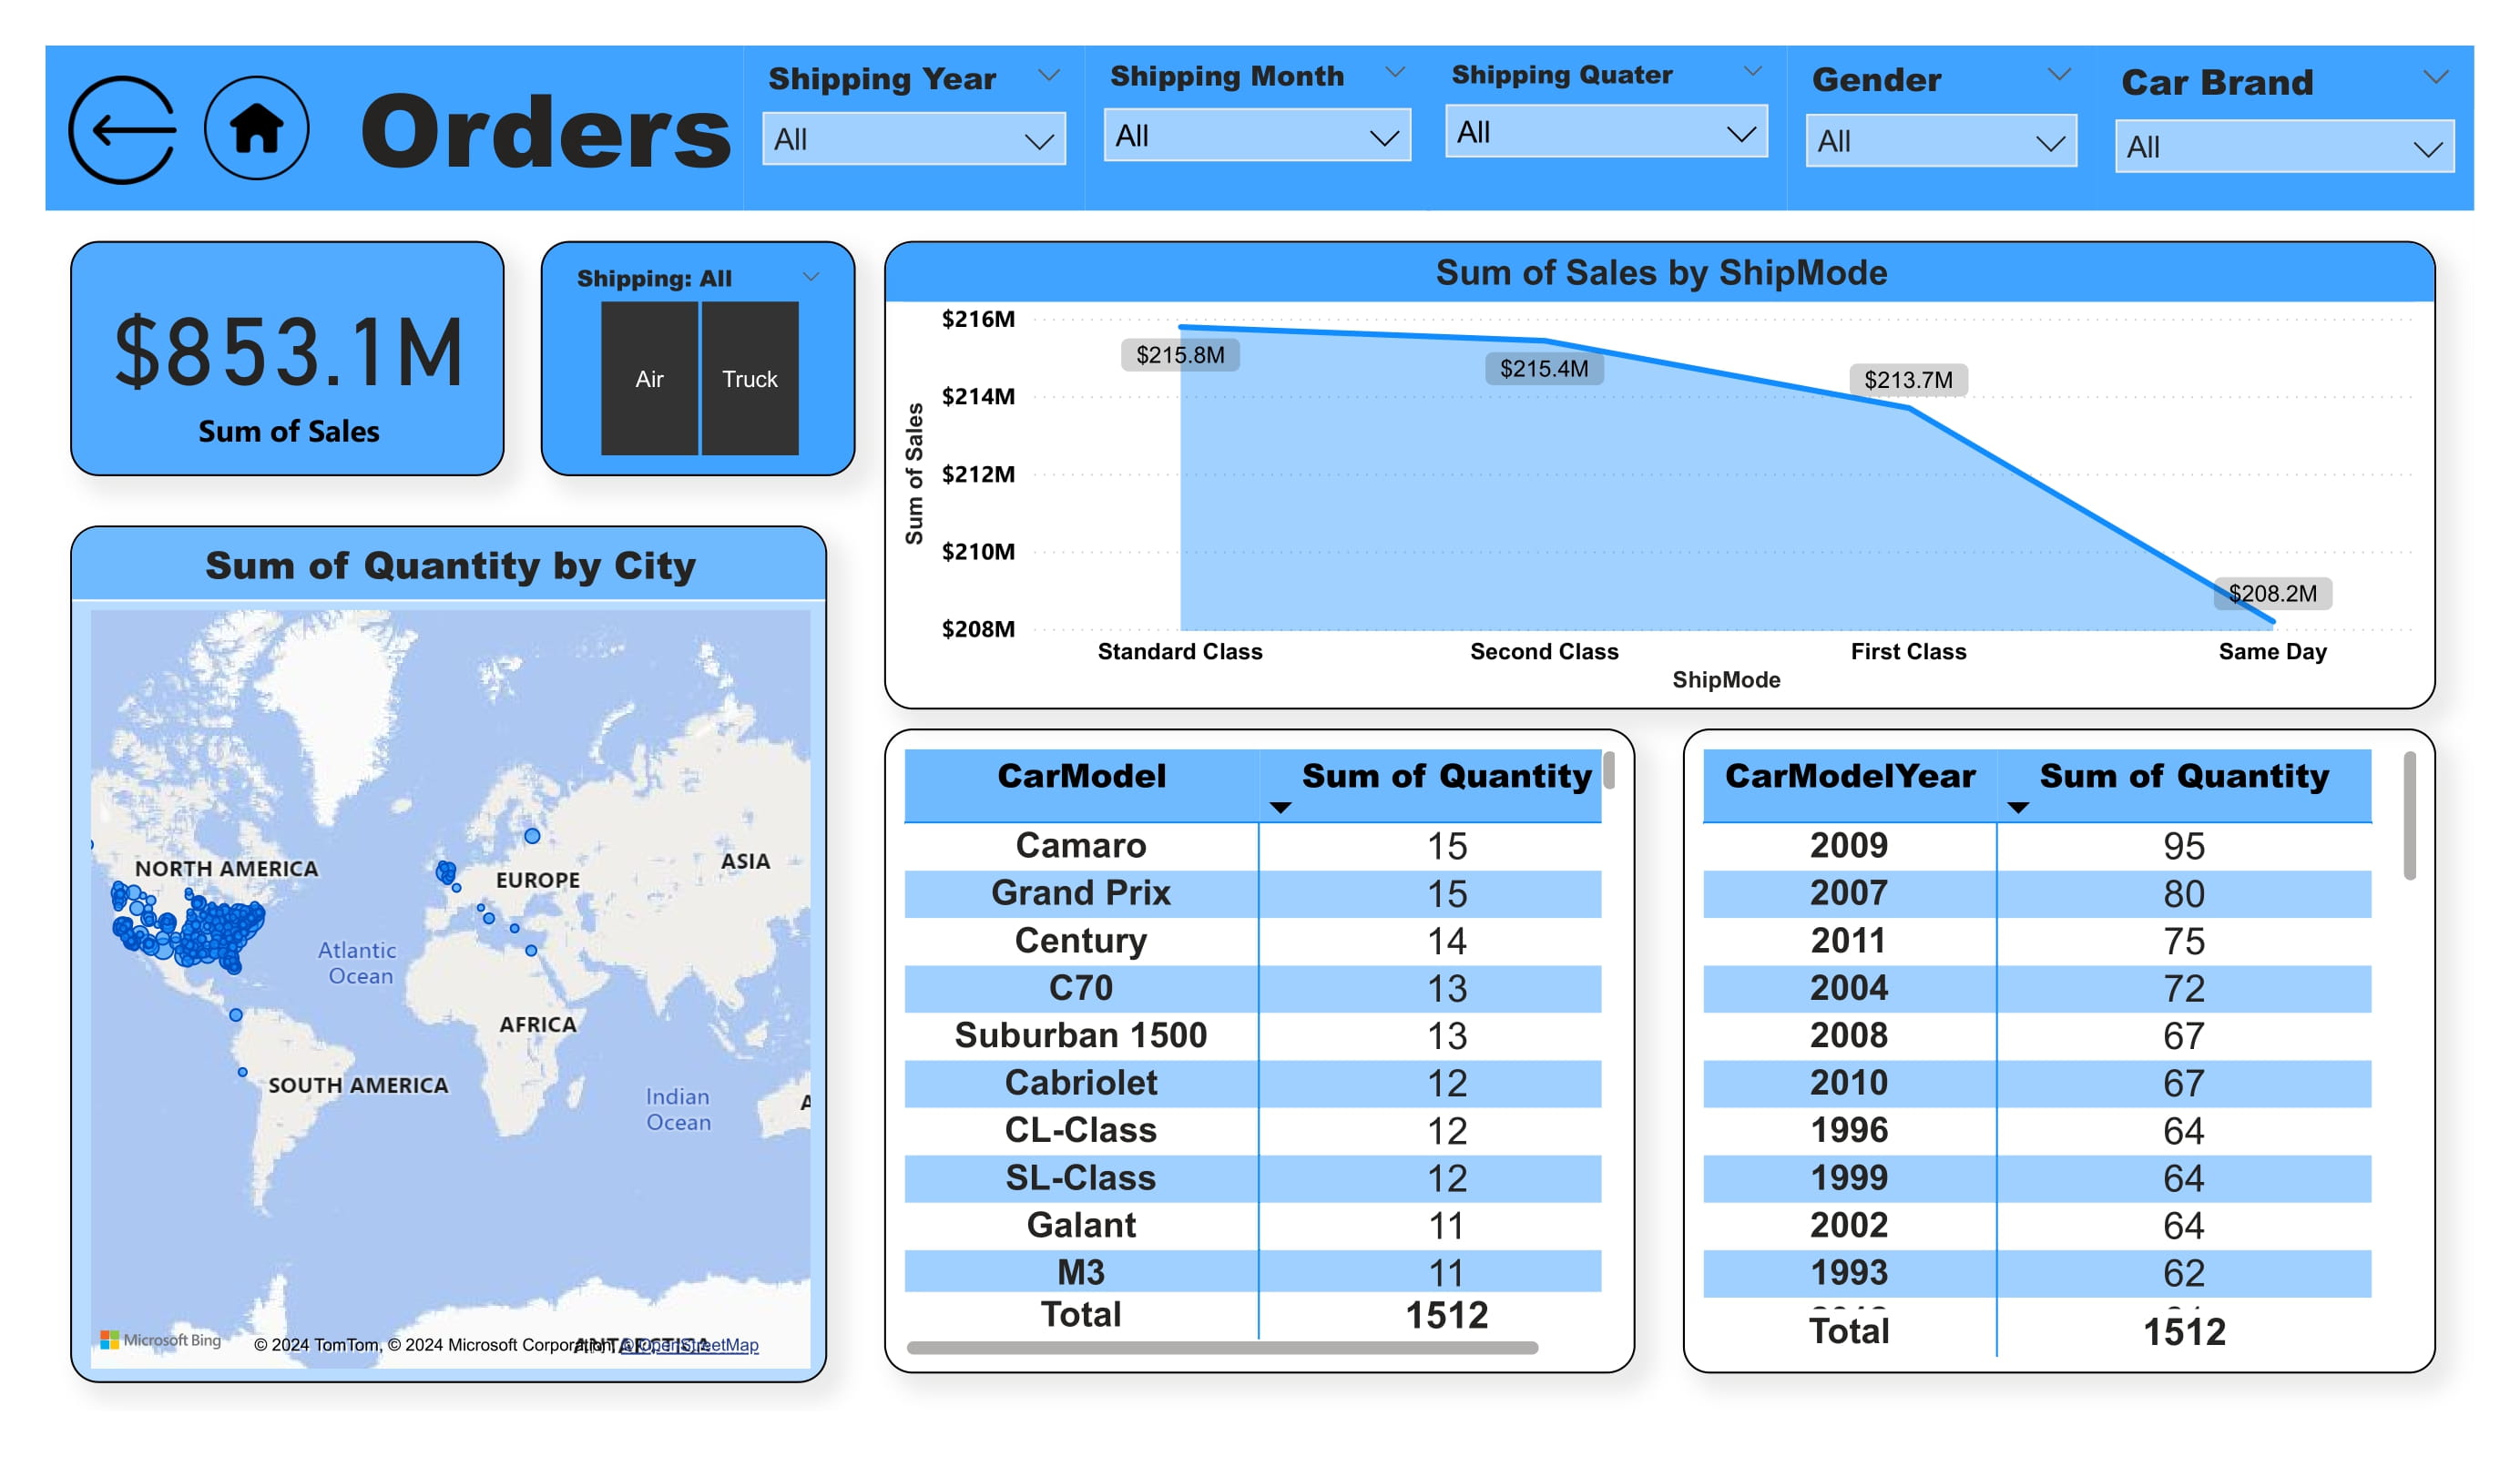 Orders
Shipping Year
All
Shipping Month
All
Shipping Quater
All
Gender
All
Car Brand
All
$853.1M
Sum of Sales
Shipping: All
Air
Truck
Sum of Sales by ShipMode
Sum of Sales
$216M
$214M
$212M
$210M
$208M
$215.8M
$215.4M
$213.7M
$208.2M
Standard Class
Second Class
First Class
Same Day
ShipMode
Sum of Quantity by City
NORTH AMERICA
EUROPE
ASIA
Atlantic
Ocean
AFRICA
SOUTH AMERICA
Indian
Ocean
A
ANTARCTICA
Microsoft Bing
© 2024 TomTom, © 2024 Microsoft Corporation, © OpenStreetMap
CarModel Sum of Quantity
Camaro 15
Grand Prix 15
Century 14
C70 13
Suburban 1500 13
Cabriolet 12
CL-Class 12
SL-Class 12
Galant 11
M3 11
Total 1512
CarModelYear Sum of Quantity
2009 95
2007 80
2011 75
2004 72
2008 67
2010 67
1996 64
1999 64
2002 64
1993 62
Total 1512